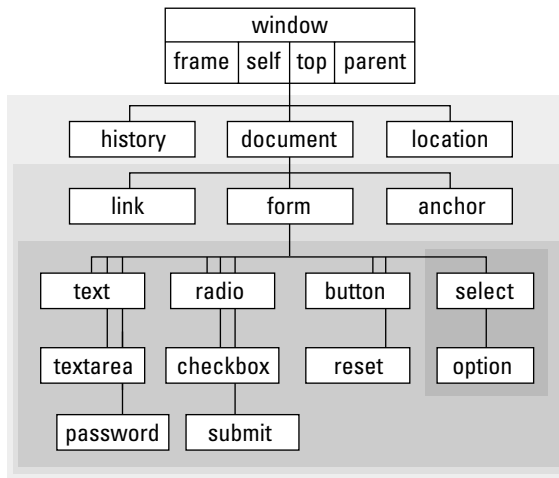 window
frame self top parent
history document location
link form anchor
text radio button select
textarea checkbox reset option
password submit